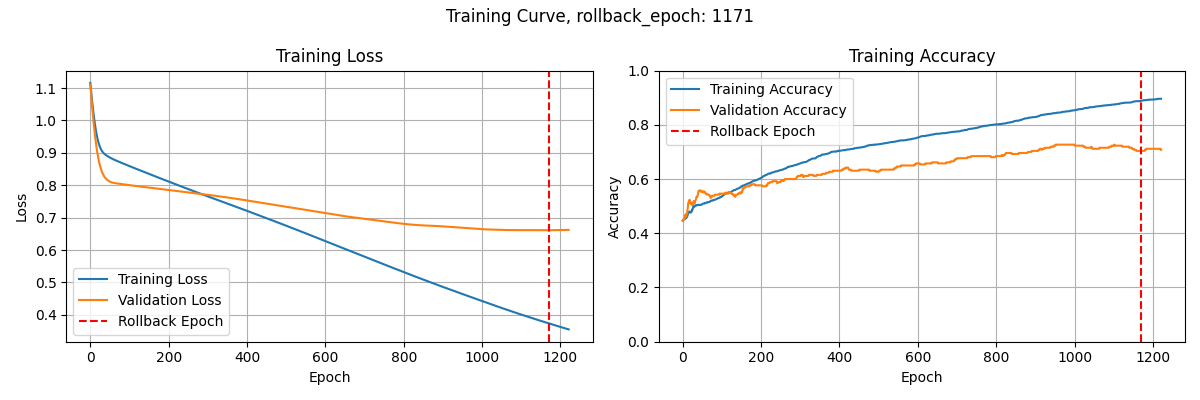 Training Curve, rollback_epoch: 1171
Training Loss
1.1
1.0
0.9
0.8
0.7
0.6
0.5
0.4
Loss
Training Loss
Validation Loss
Rollback Epoch
0 200 400 600 800 1000 1200
Epoch
Training Accuracy
1.0
0.8
0.6
0.4
0.2
0.0
Accuracy
Training Accuracy
Validation Accuracy
Rollback Epoch
0 200 400 600 800 1000 1200
Epoch